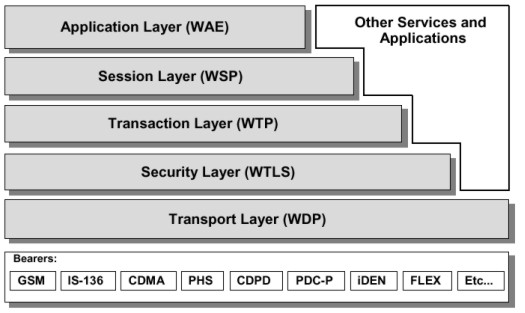 Application Layer (WAE)
Other Services and
Applications
Session Layer (WSP)
Transaction Layer (WTP)
Security Layer (WTLS)
Transport Layer (WDP)
Bearers:
GSM IS-136 CDMA PHS CDPD PDC-P iDEN FLEX Etc...